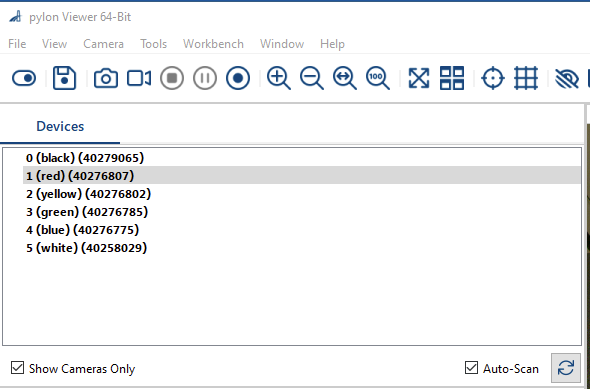 pylon Viewer 64-Bit
File View Camera Tools Workbench Window Help
100
Devices
0 (black) (40279065)
1 (red) (40276807)
2 (yellow) (40276802)
3 (green) (40276785)
4 (blue) (40276775)
5 (white) (40258029)
Show Cameras Only Auto-Scan